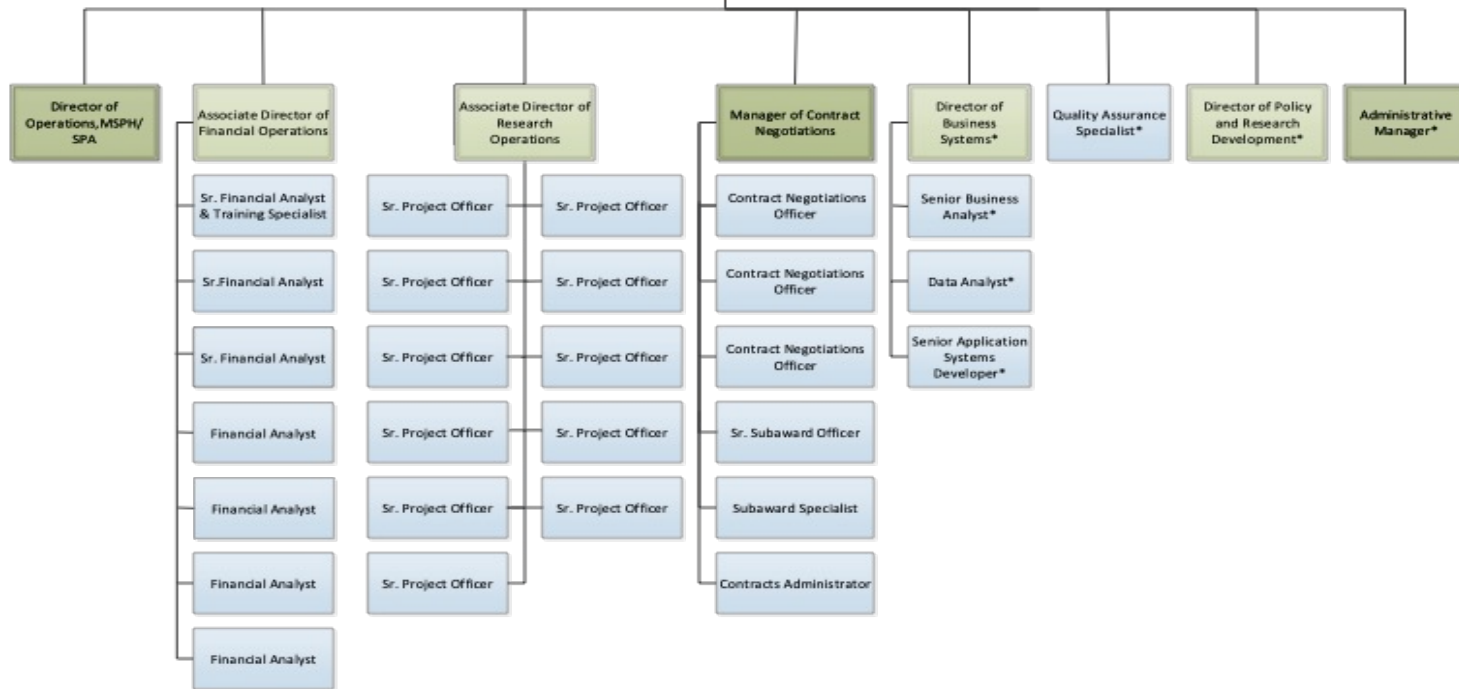 Director of
Operations,MSPH/
SPA
Associate Director of
Financial Operations
Associate Director of
Research
Operations
Manager of Contract
Negotiations
Director of
Business
Systems*
Quality Assurance
Specialist*
Director of Policy
and Research
Development*
Administrative
Manager*
Sr. Financial Analyst
& Training Specialist
Sr. Project Officer
Sr. Project Officer
Contract Negotiations
Officer
Senior Business
Analyst*
Sr.Financial Analyst
Sr. Project Officer
Sr. Project Officer
Contract Negotiations
Officer
Data Analyst*
Sr. Financial Analyst
Sr. Project Officer
Sr. Project Officer
Contract Negotiations
Officer
Senior Application
Systems
Developer*
Financial Analyst
Sr. Project Officer
Sr. Project Officer
Sr. Subaward Officer
Financial Analyst
Sr. Project Officer
Sr. Project Officer
Subaward Specialist
Financial Analyst
Sr. Project Officer
Contracts Administrator
Financial Analyst